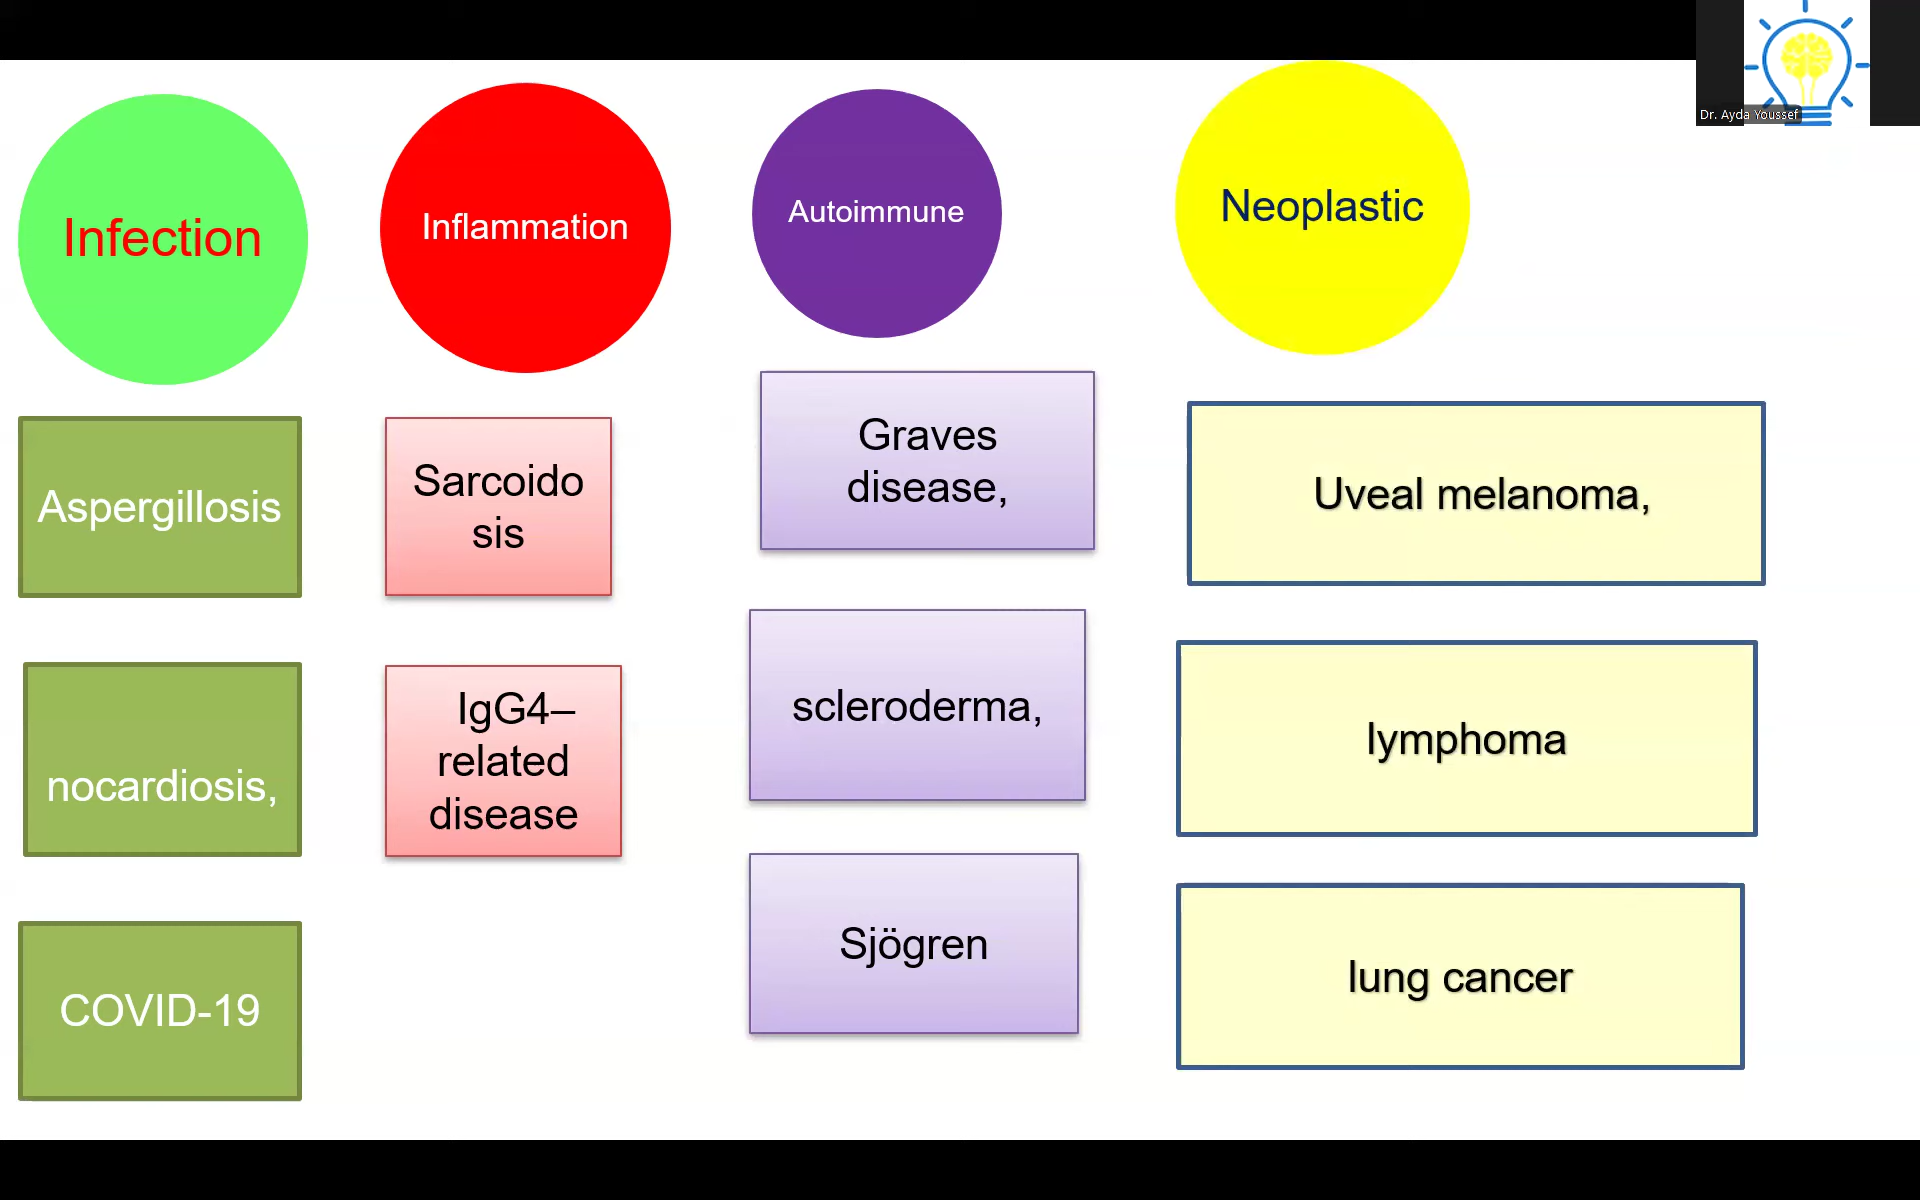 Dr. Ayda Youssef
Infection
Inflammation
Autoimmune
Neoplastic
Aspergillosis
nocardiosis,
COVID-19
Sarcoido
sis
IgG4–
related
disease
Graves
disease,
scleroderma,
Sjögren
Uveal melanoma,
lymphoma
lung cancer